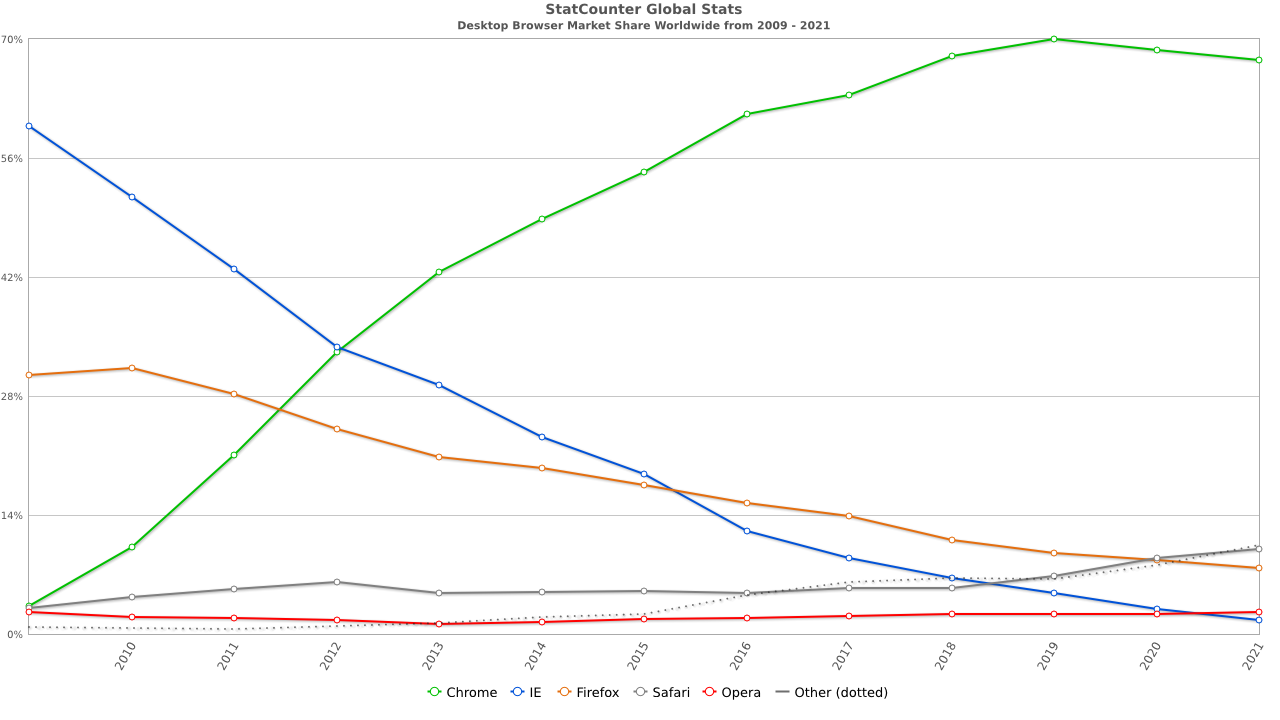 StatCounter Global Stats
Desktop Browser Market Share Worldwide from 2009 - 2021
70%
56%
42%
28%
14%
0%
2010 2011 2012 2013 2014 2015 2016 2017 2018 2019 2020 2021
Chrome IE Firefox Safari Opera Other (dotted)